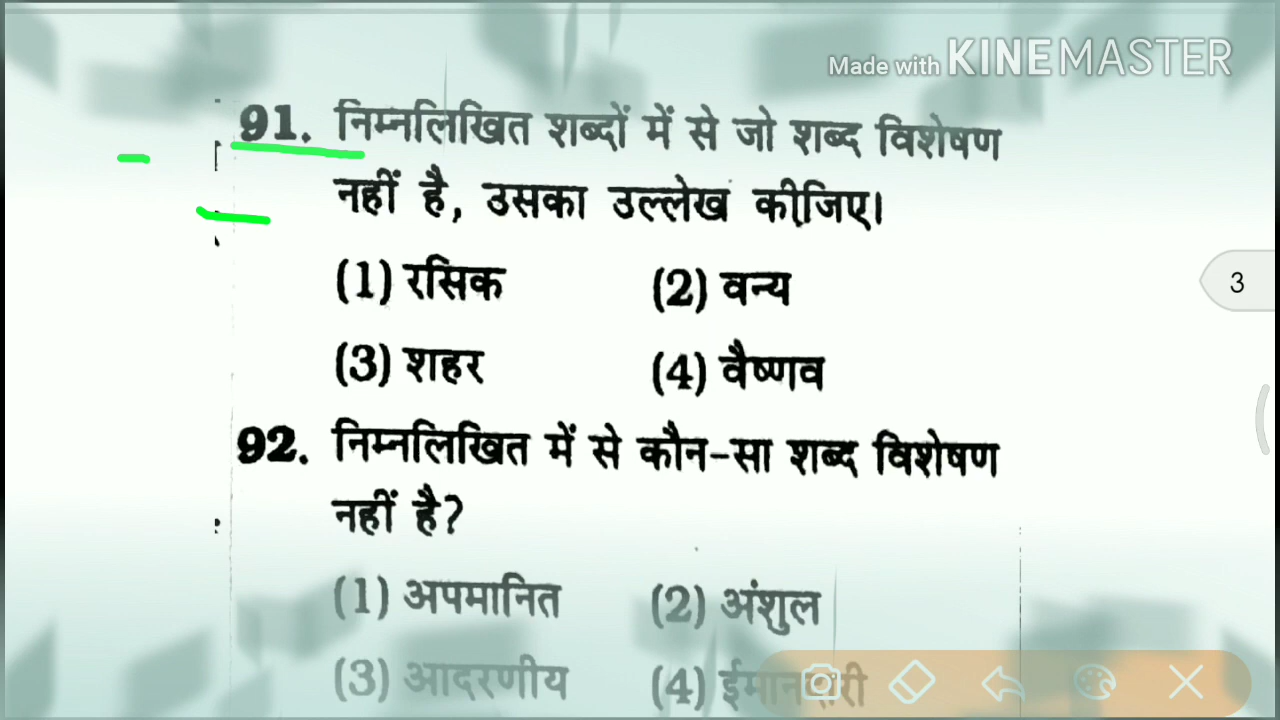 Made with KINEMASTER
91. निम्नलिखित शब्दों में से जो शब्द विशेषण
नहीं है, उसका उल्लेख कीजिए।
(1) रसिक (2) वन्य
3
(3) शहर (4) वैष्णव
92. निम्नलिखित में से कौन-सा शब्द विशेषण
नहीं है?
(1) अपमानित (2) अंशुल
(3) आदरणीय (4)